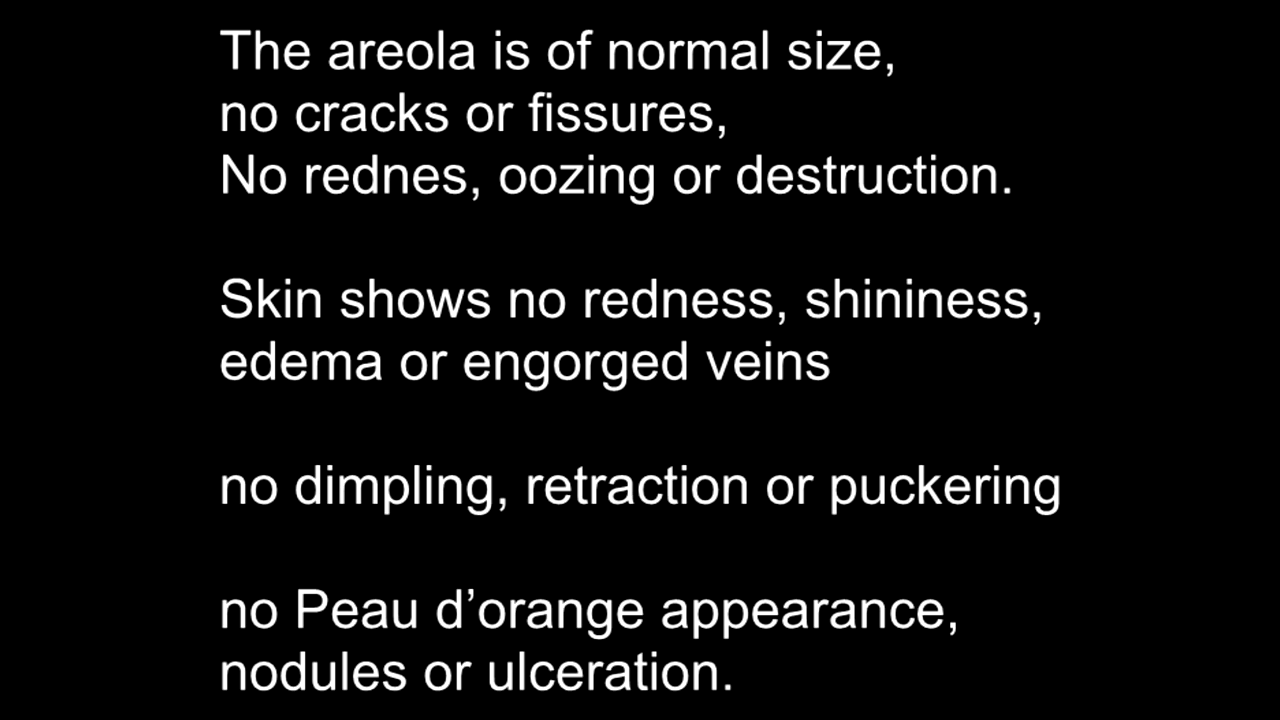 The areola is of normal size,
no cracks or fissures,
No rednes, oozing or destruction.
Skin shows no redness, shininess,
edema or engorged veins
no dimpling, retraction or puckering
no Peau d’orange appearance,
nodules or ulceration.